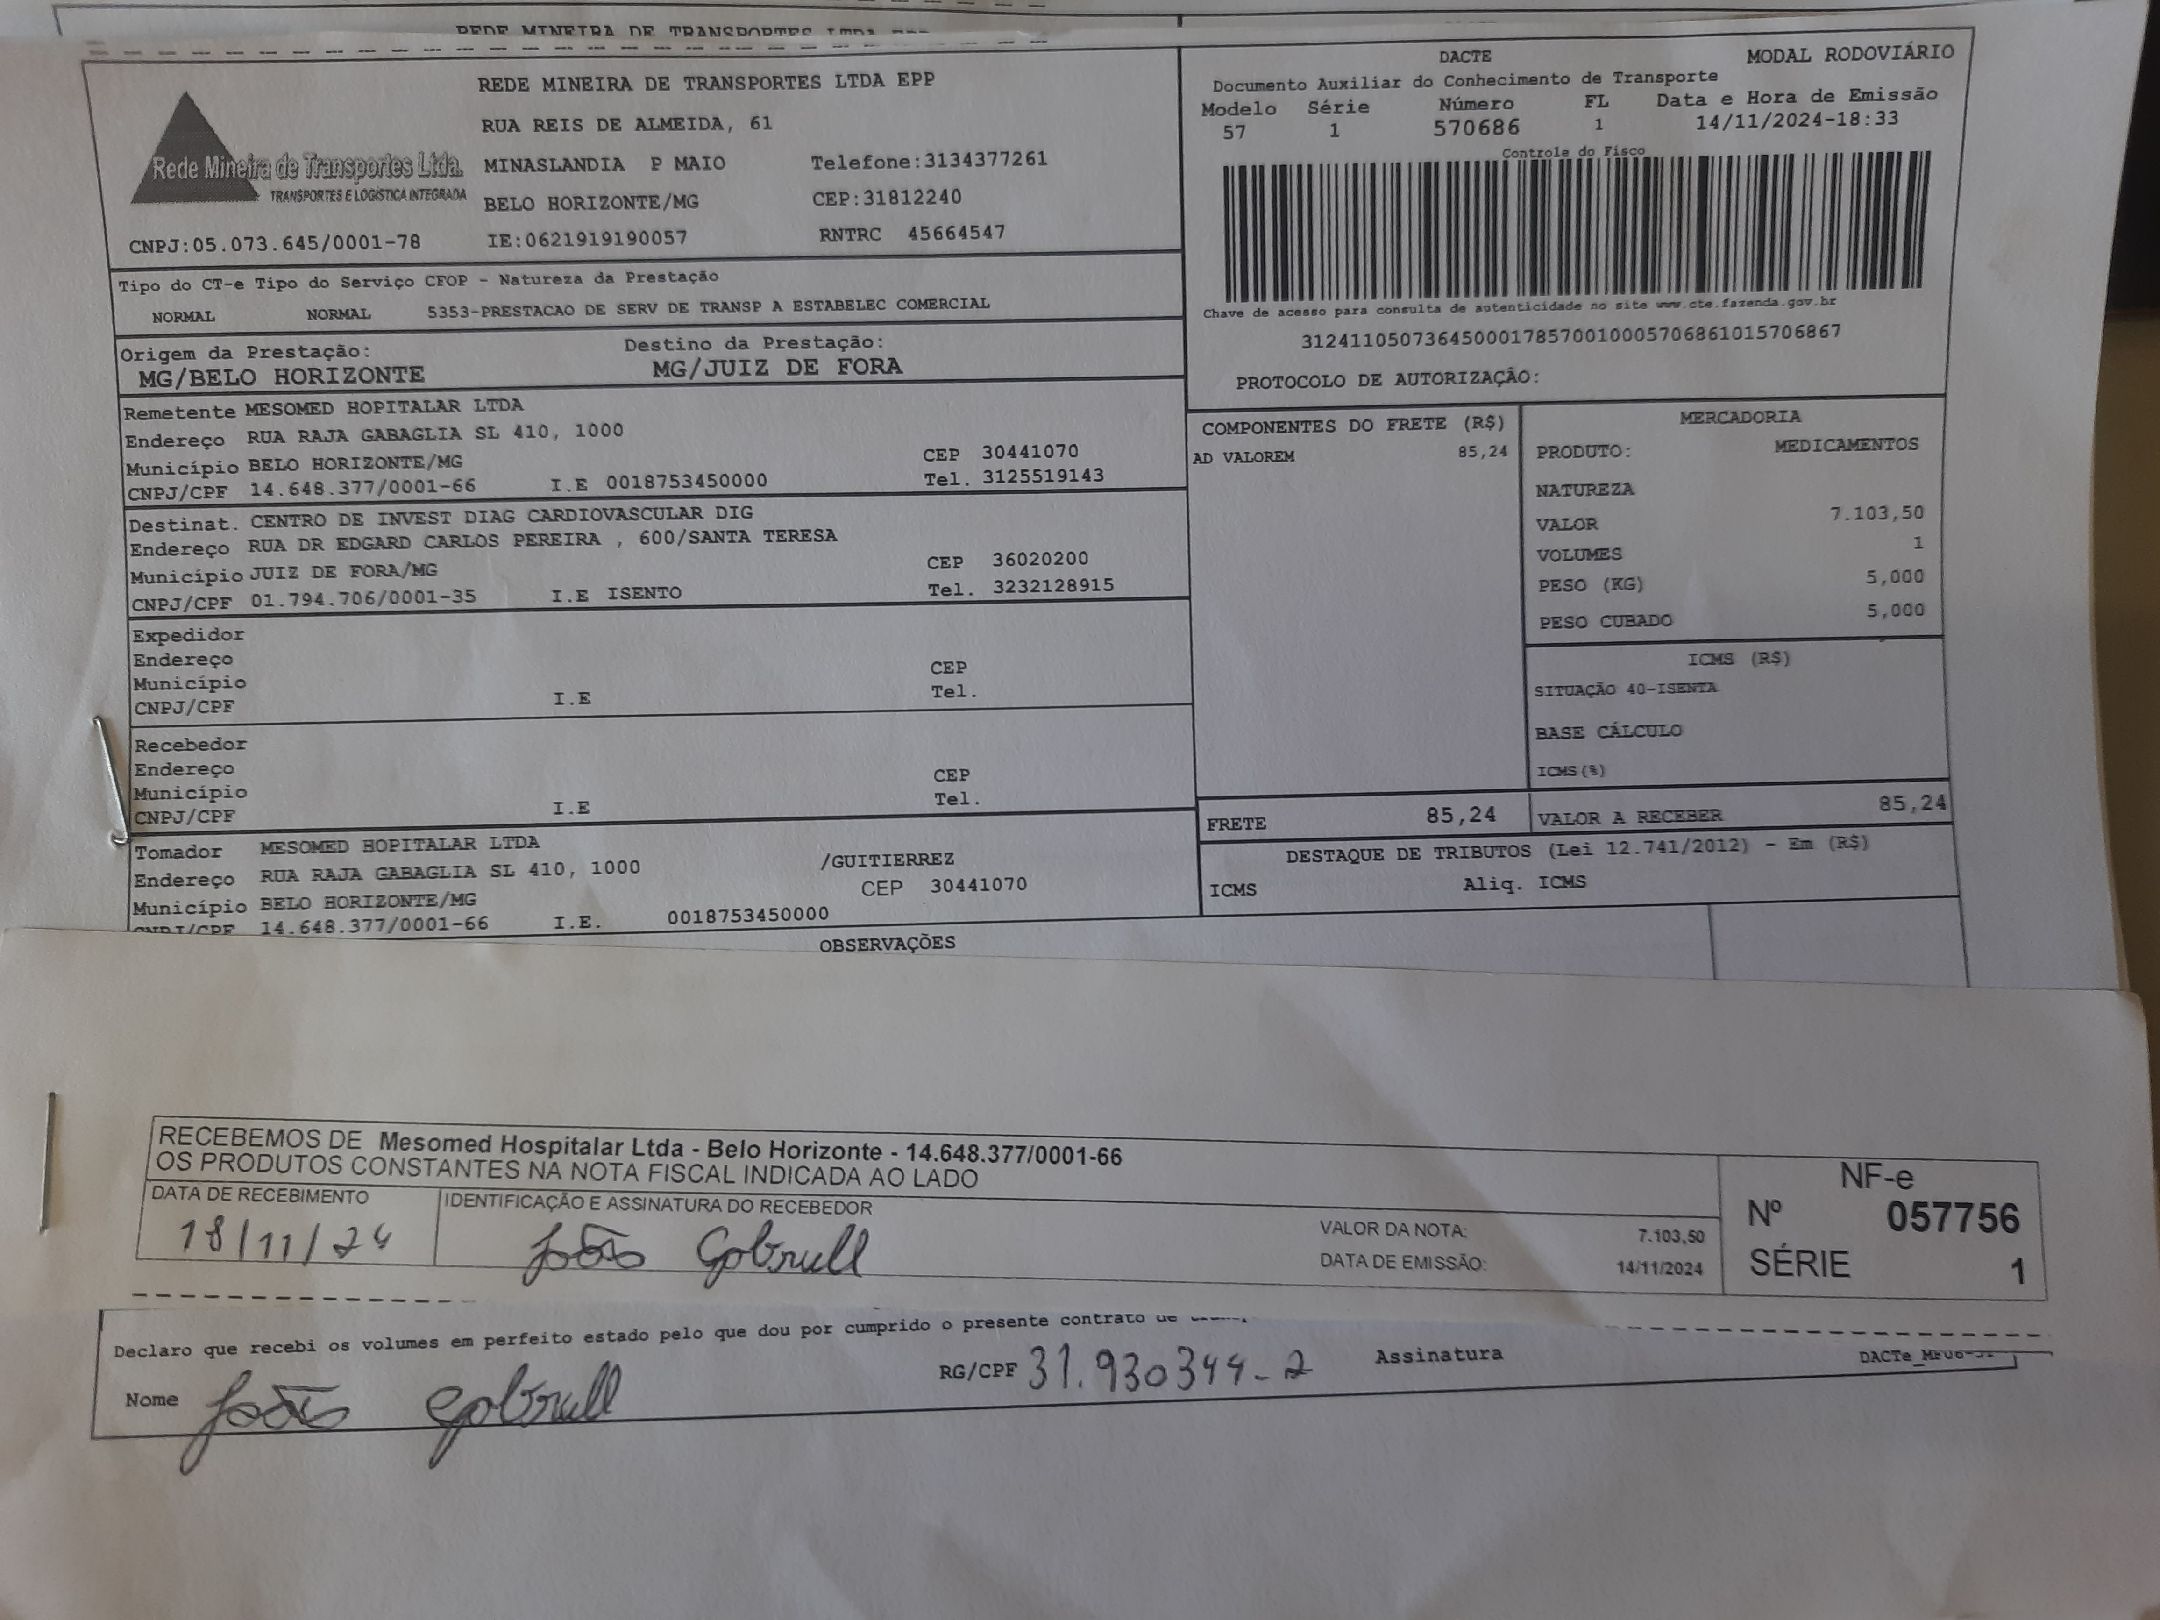 REDE MINEIRA DE TRANSPORTES LTDA EPP
REDE MINEIRA DE TRANSPORTES LTDA EPP
RUA REIS DE ALMEIDA, 61
MINASLANDIA P MAIO Telefone:3134377261
BELO HORIZONTE/MG CEP:31812240
CNPJ:05.073.645/0001-78 IE:0621919190057 RNTRC 45664547
Rede Mineira de Transportes Ltda.
TRANSPORTES E LOGÍSTICA INTEGRADA
DACTE MODAL RODOVIÁRIO
Documento Auxiliar do Conhecimento de Transporte
Modelo Série Número FL Data e Hora de Emissão
57 1 570686 1 14/11/2024-18:33
Controle do Fisco
Chave de acesso para consulta de autenticidade no site www.cte.fazenda.gov.br
31241105073645000178570010005706861015706867
PROTOCOLO DE AUTORIZAÇÃO:
Tipo do CT-e Tipo do Serviço CFOP - Natureza da Prestação
NORMAL NORMAL 5353-PRESTACAO DE SERV DE TRANSP A ESTABELEC COMERCIAL
Origem da Prestação: Destino da Prestação:
MG/BELO HORIZONTE MG/JUIZ DE FORA
Remetente MESOMED HOPITALAR LTDA
Endereço RUA RAJA GABAGLIA SL 410, 1000
Município BELO HORIZONTE/MG CEP 30441070
CNPJ/CPF 14.648.377/0001-66 I.E 0018753450000 Tel. 3125519143
Destinat. CENTRO DE INVEST DIAG CARDIOVASCULAR DIG
Endereço RUA DR EDGARD CARLOS PEREIRA , 600/SANTA TERESA
Município JUIZ DE FORA/MG CEP 36020200
CNPJ/CPF 01.794.706/0001-35 I.E ISENTO Tel. 3232128915
Expedidor
Endereço
Município CEP
CNPJ/CPF I.E Tel.
Recebedor
Endereço
Município CEP
CNPJ/CPF I.E Tel.
Tomador MESOMED HOPITALAR LTDA
Endereço RUA RAJA GABAGLIA SL 410, 1000 /GUITIERREZ
Município BELO HORIZONTE/MG CEP 30441070
CNPJ/CPF 14.648.377/0001-66 I.E. 0018753450000
COMPONENTES DO FRETE (R$)
AD VALOREM 85,24
MERCADORIA
PRODUTO: MEDICAMENTOS
NATUREZA
VALOR 7.103,50
VOLUMES 1
PESO (KG) 5,000
PESO CUBADO 5,000
ICMS (R$)
SITUAÇÃO 40-ISENTA
BASE CÁLCULO
ICMS(%)
FRETE 85,24 VALOR A RECEBER 85,24
DESTAQUE DE TRIBUTOS (Lei 12.741/2012) - Em (R$)
ICMS Aliq. ICMS
OBSERVAÇÕES
RECEBEMOS DE Mesomed Hospitalar Ltda - Belo Horizonte - 14.648.377/0001-66
OS PRODUTOS CONSTANTES NA NOTA FISCAL INDICADA AO LADO
DATA DE RECEBIMENTO IDENTIFICAÇÃO E ASSINATURA DO RECEBEDOR
18/11/24 João Gobrull
VALOR DA NOTA: 7.103,50
DATA DE EMISSÃO: 14/11/2024
NF-e
Nº 057756
SÉRIE 1
Declaro que recebi os volumes em perfeito estado pelo que dou por cumprido o presente contrato de
Nome João Gobrull RG/CPF 31.930344-2 Assinatura